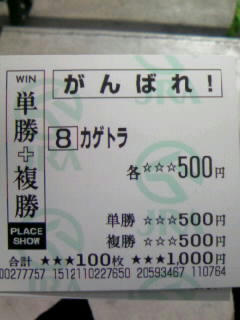 がんばれ！
WIN
単勝+複勝
PLACE
SHOW
8 カゲトラ
各☆☆☆500円
単勝 ☆☆☆500円
複勝 ☆☆☆500円
合計 ★★★100枚 ★★★1,000円
00277757 1512110227650 20593467 110764
JRA